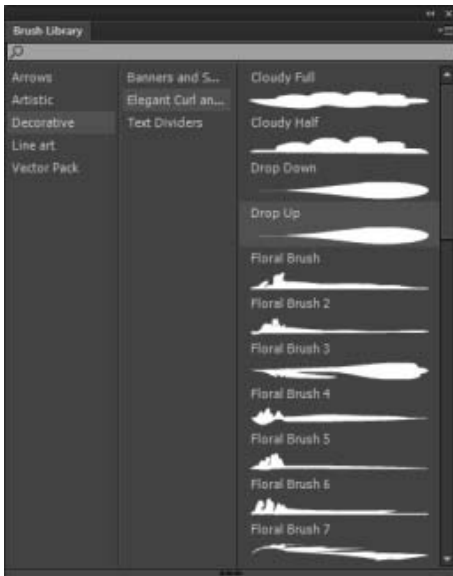 Brush Library
Arrows
Artistic
Decorative
Line art
Vector Pack
Banners and S...
Elegant Curl an...
Text Dividers
Cloudy Full
Cloudy Half
Drop Down
Drop Up
Floral Brush
Floral Brush 2
Floral Brush 3
Floral Brush 4
Floral Brush 5
Floral Brush 6
Floral Brush 7